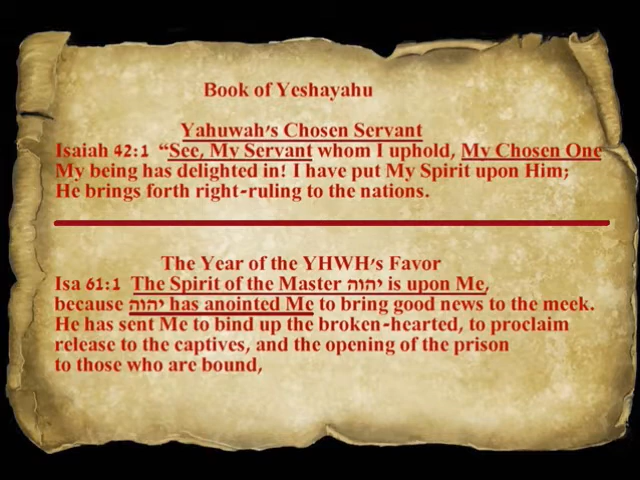 Book of Yeshayahu
Yahuwah's Chosen Servant
Isaiah 42:1 “See, My Servant whom I uphold, My Chosen One
My being has delighted in! I have put My Spirit upon Him;
He brings forth right-ruling to the nations.
The Year of the YHWH's Favor
Isa 61:1 The Spirit of the Master יהוה is upon Me,
because יהוה has anointed Me to bring good news to the meek.
He has sent Me to bind up the broken-hearted, to proclaim
release to the captives, and the opening of the prison
to those who are bound,